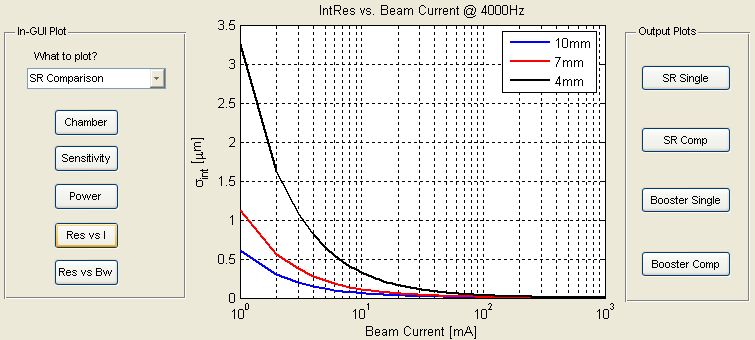 In-GUI Plot
What to plot?
SR Comparison
Chamber
Sensitivity
Power
Res vs I
Res vs Bw
IntRes vs. Beam Current @ 4000Hz
10mm
7mm
4mm
σint [μm]
3.5
3
2.5
2
1.5
1
0.5
0
10^0
10^1
10^2
10^3
Beam Current [mA]
Output Plots
SR Single
SR Comp
Booster Single
Booster Comp